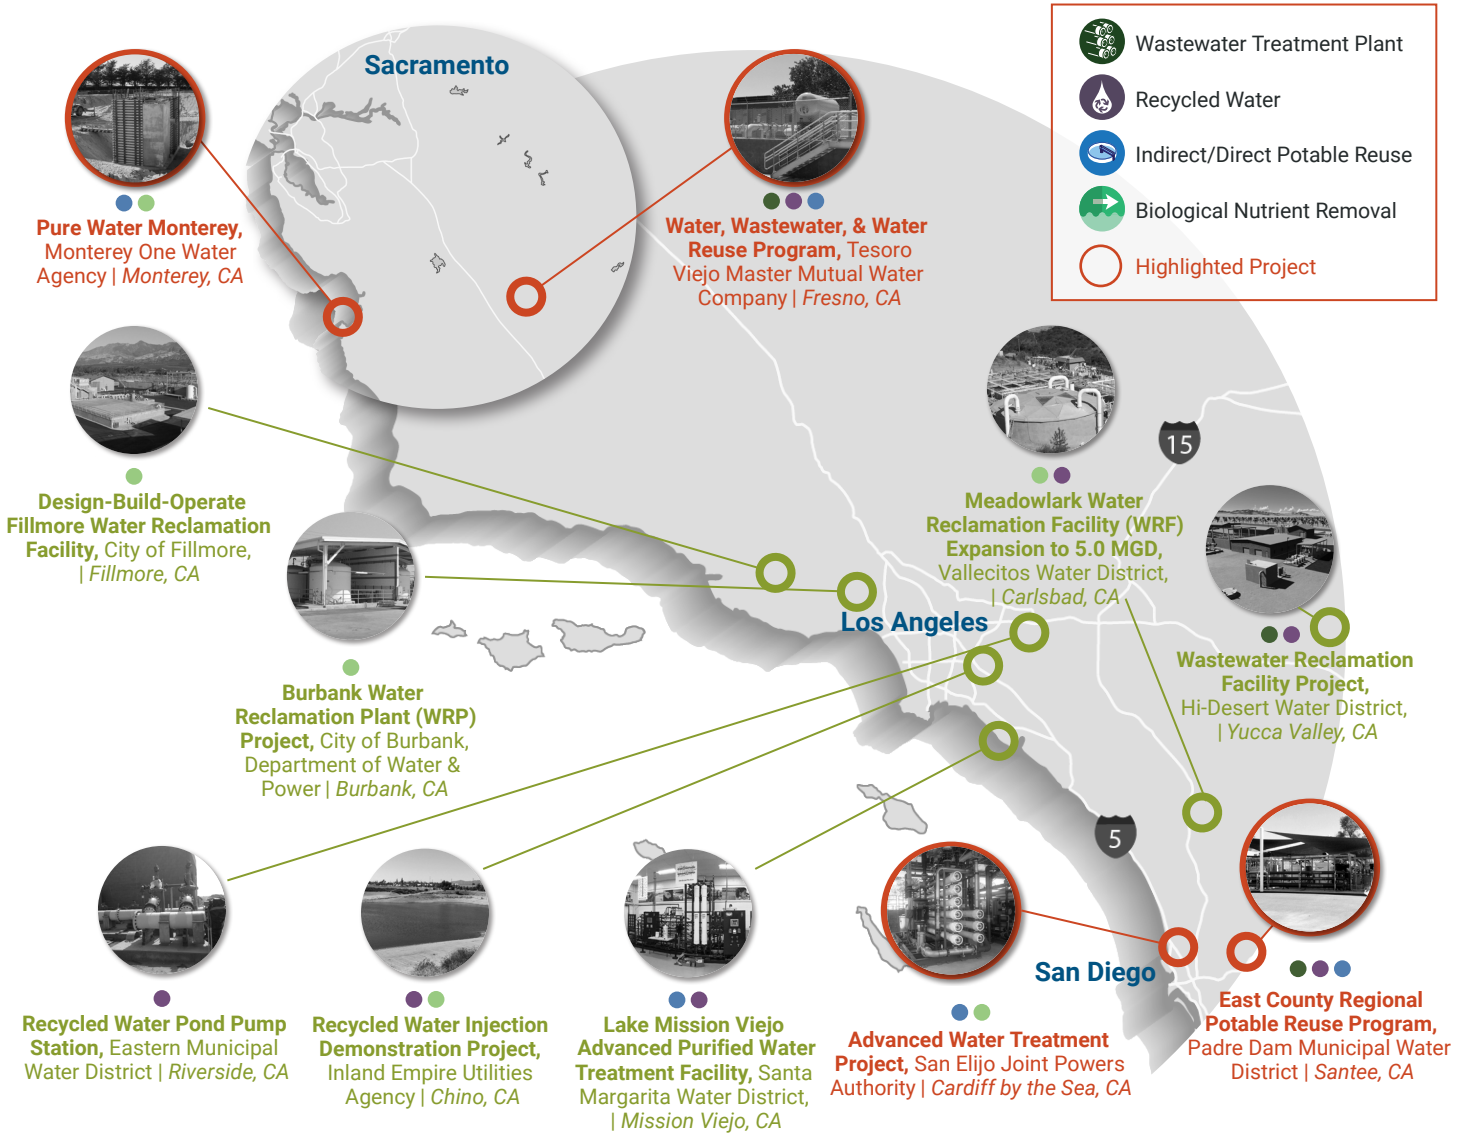 Sacramento
Wastewater Treatment Plant
Recycled Water
Indirect/Direct Potable Reuse
Biological Nutrient Removal
Highlighted Project
Pure Water Monterey,
Monterey One Water
Agency | Monterey, CA
Water, Wastewater, & Water
Reuse Program, Tesoro
Viejo Master Mutual Water
Company | Fresno, CA
15
Design-Build-Operate
Fillmore Water Reclamation
Facility, City of Fillmore,
| Fillmore, CA
Meadowlark Water
Reclamation Facility (WRF)
Expansion to 5.0 MGD,
Vallecitos Water District,
| Carlsbad, CA
Los Angeles
Wastewater Reclamation
Facility Project,
Hi-Desert Water District,
| Yucca Valley, CA
Burbank Water
Reclamation Plant (WRP)
Project, City of Burbank,
Department of Water &
Power | Burbank, CA
5
San Diego
Recycled Water Pond Pump
Station, Eastern Municipal
Water District | Riverside, CA
Recycled Water Injection
Demonstration Project,
Inland Empire Utilities
Agency | Chino, CA
Lake Mission Viejo
Advanced Purified Water
Treatment Facility, Santa
Margarita Water District,
| Mission Viejo, CA
Advanced Water Treatment
Project, San Elijo Joint Powers
Authority | Cardiff by the Sea, CA
East County Regional
Potable Reuse Program,
Padre Dam Municipal Water
District | Santee, CA